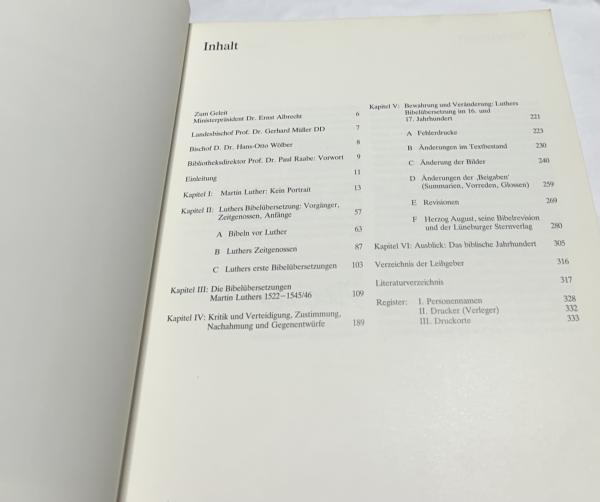 Inhalt
Zum Geleit
Ministerpräsident Dr. Ernst Albrecht 6
Landesbischof Prof. Dr. Gerhard Müller DD 7
Bischof D. Dr. Hans-Otto Wölber 8
Bibliotheksdirektor Prof. Dr. Paul Raabe: Vorwort 9
Einleitung 11
Kapitel I: Martin Luther: Kein Portrait 13
Kapitel II: Luthers Bibelübersetzung: Vorgänger,
Zeitgenossen, Anfänge 57
A Bibeln vor Luther 63
B Luthers Zeitgenossen 87
C Luthers erste Bibelübersetzungen 103
Kapitel III: Die Bibelübersetzungen
Martin Luthers 1522–1545/46 109
Kapitel IV: Kritik und Verteidigung, Zustimmung,
Nachahmung und Gegenentwürfe 189
Kapitel V: Bewahrung und Veränderung: Luthers
Bibelübersetzung im 16. und
17. Jahrhundert 221
A Fehlerdrucke 223
B Änderungen im Textbestand 230
C Änderung der Bilder 240
D Änderungen der ‚Beigaben'
(Summarien, Vorreden, Glossen) 259
E Revisionen 269
F Herzog August, seine Bibelrevision
und der Lüneburger Sternverlag 280
Kapitel VI: Ausblick: Das biblische Jahrhundert 305
Verzeichnis der Leihgeber 316
Literaturverzeichnis 317
Register: I. Personennamen 328
II. Drucker (Verleger) 332
III. Druckorte 333